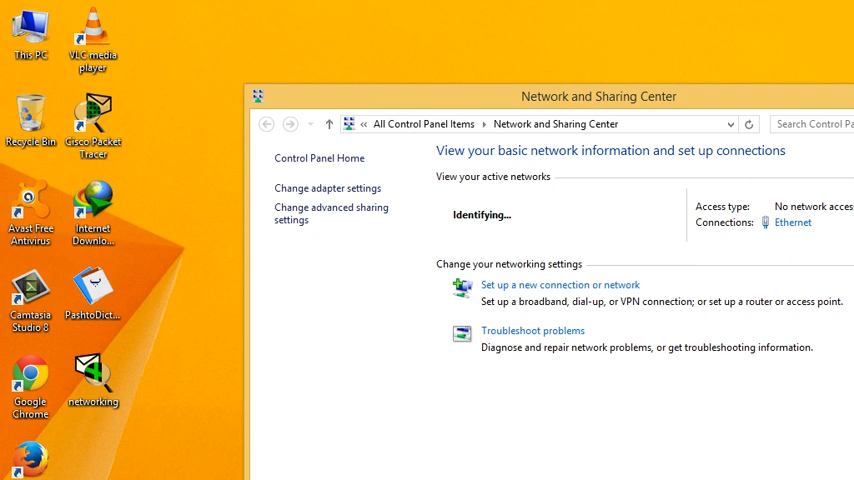 This PC
VLC media
player
Recycle Bin
Cisco Packet
Tracer
Avast Free
Antivirus
Internet
Downlo...
Camtasia
Studio 8
PashtoDict...
Google
Chrome
networking
Network and Sharing Center
« All Control Panel Items Network and Sharing Center
Search Control Pa
Control Panel Home
Change adapter settings
Change advanced sharing
settings
View your basic network information and set up connections
View your active networks
Identifying...
Access type: No network acces
Connections: Ethernet
Change your networking settings
Set up a new connection or network
Set up a broadband, dial-up, or VPN connection; or set up a router or access point.
Troubleshoot problems
Diagnose and repair network problems, or get troubleshooting information.